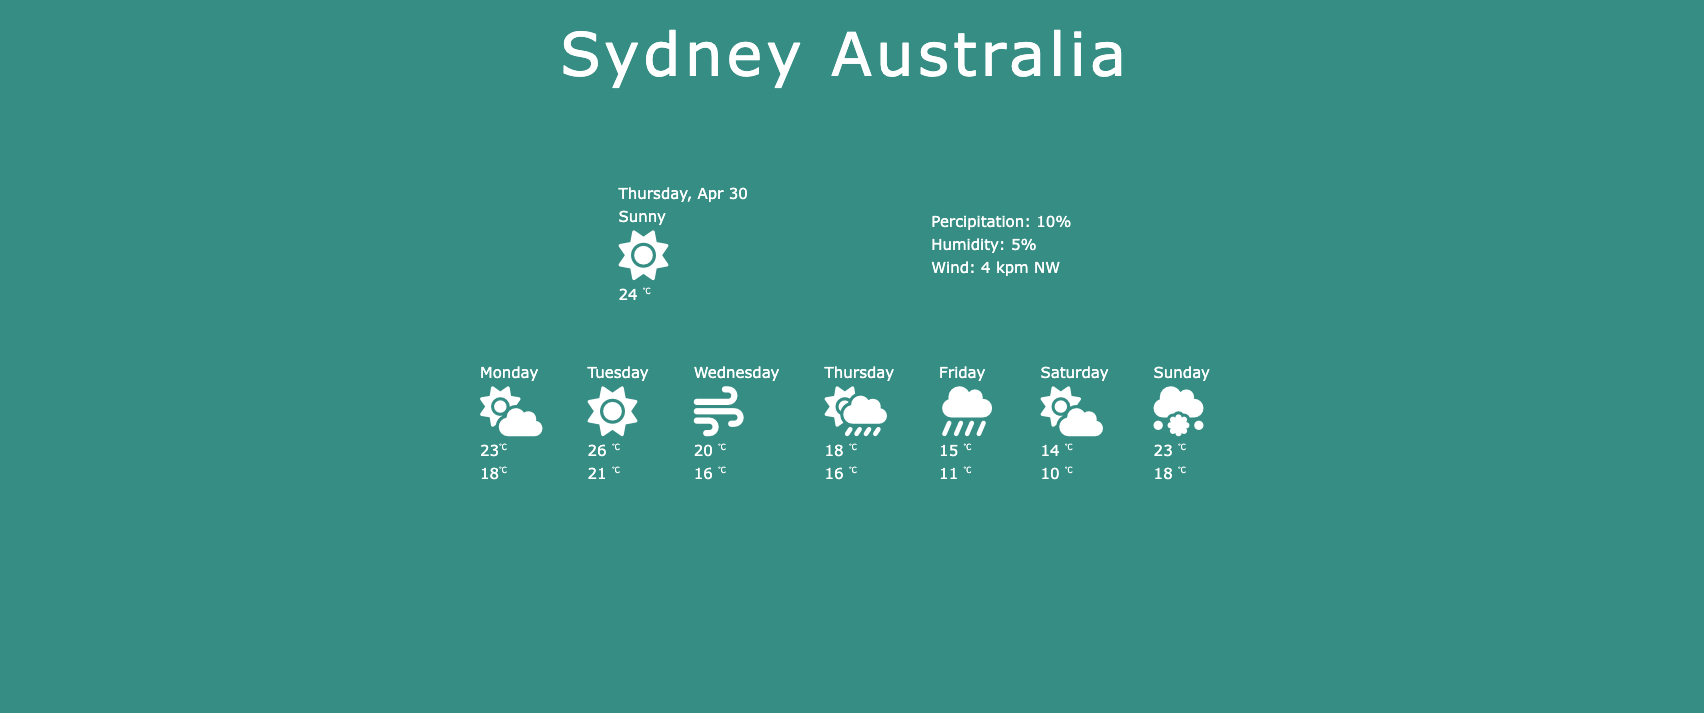 Sydney Australia
Thursday, Apr 30
Sunny
24 °C
Percipitation: 10%
Humidity: 5%
Wind: 4 kpm NW
Monday Tuesday Wednesday Thursday Friday Saturday Sunday
23°C 26 °C 20 °C 18 °C 15 °C 14 °C 23 °C
18°C 21 °C 16 °C 16 °C 11 °C 10 °C 18 °C